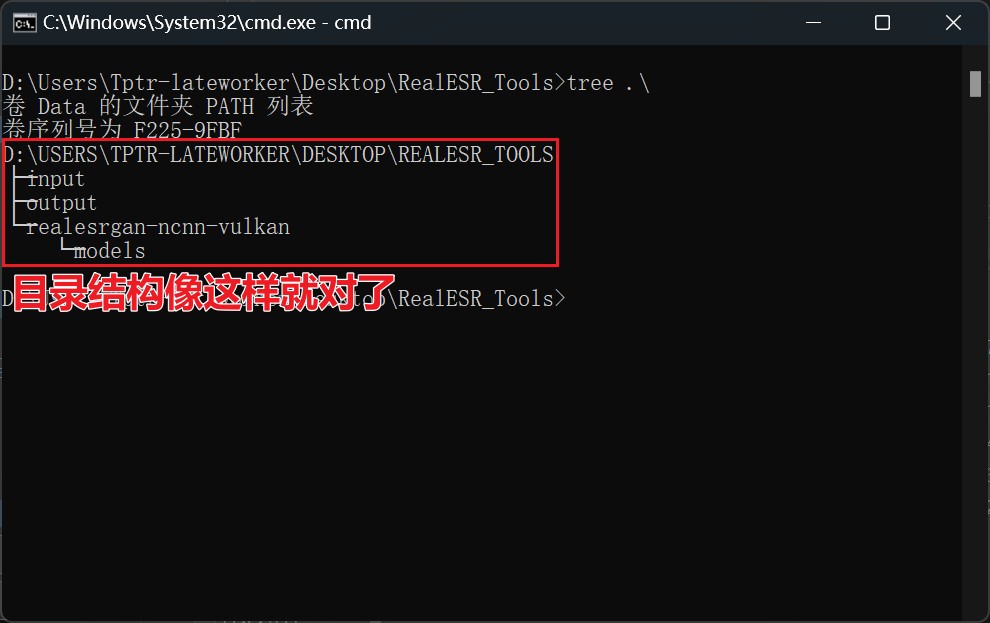 C:\Windows\System32\cmd.exe - cmd
D:\Users\Tptr-lateworker\Desktop\RealESR_Tools>tree .\
卷 Data 的文件夹 PATH 列表
卷序列号为 F225-9FBF
D:\USERS\TPTR-LATEWORKER\DESKTOP\REALESR_TOOLS
├─input
├─output
└─realesrgan-ncnn-vulkan
    └─models
目录结构像这样就对了
\RealESR_Tools>